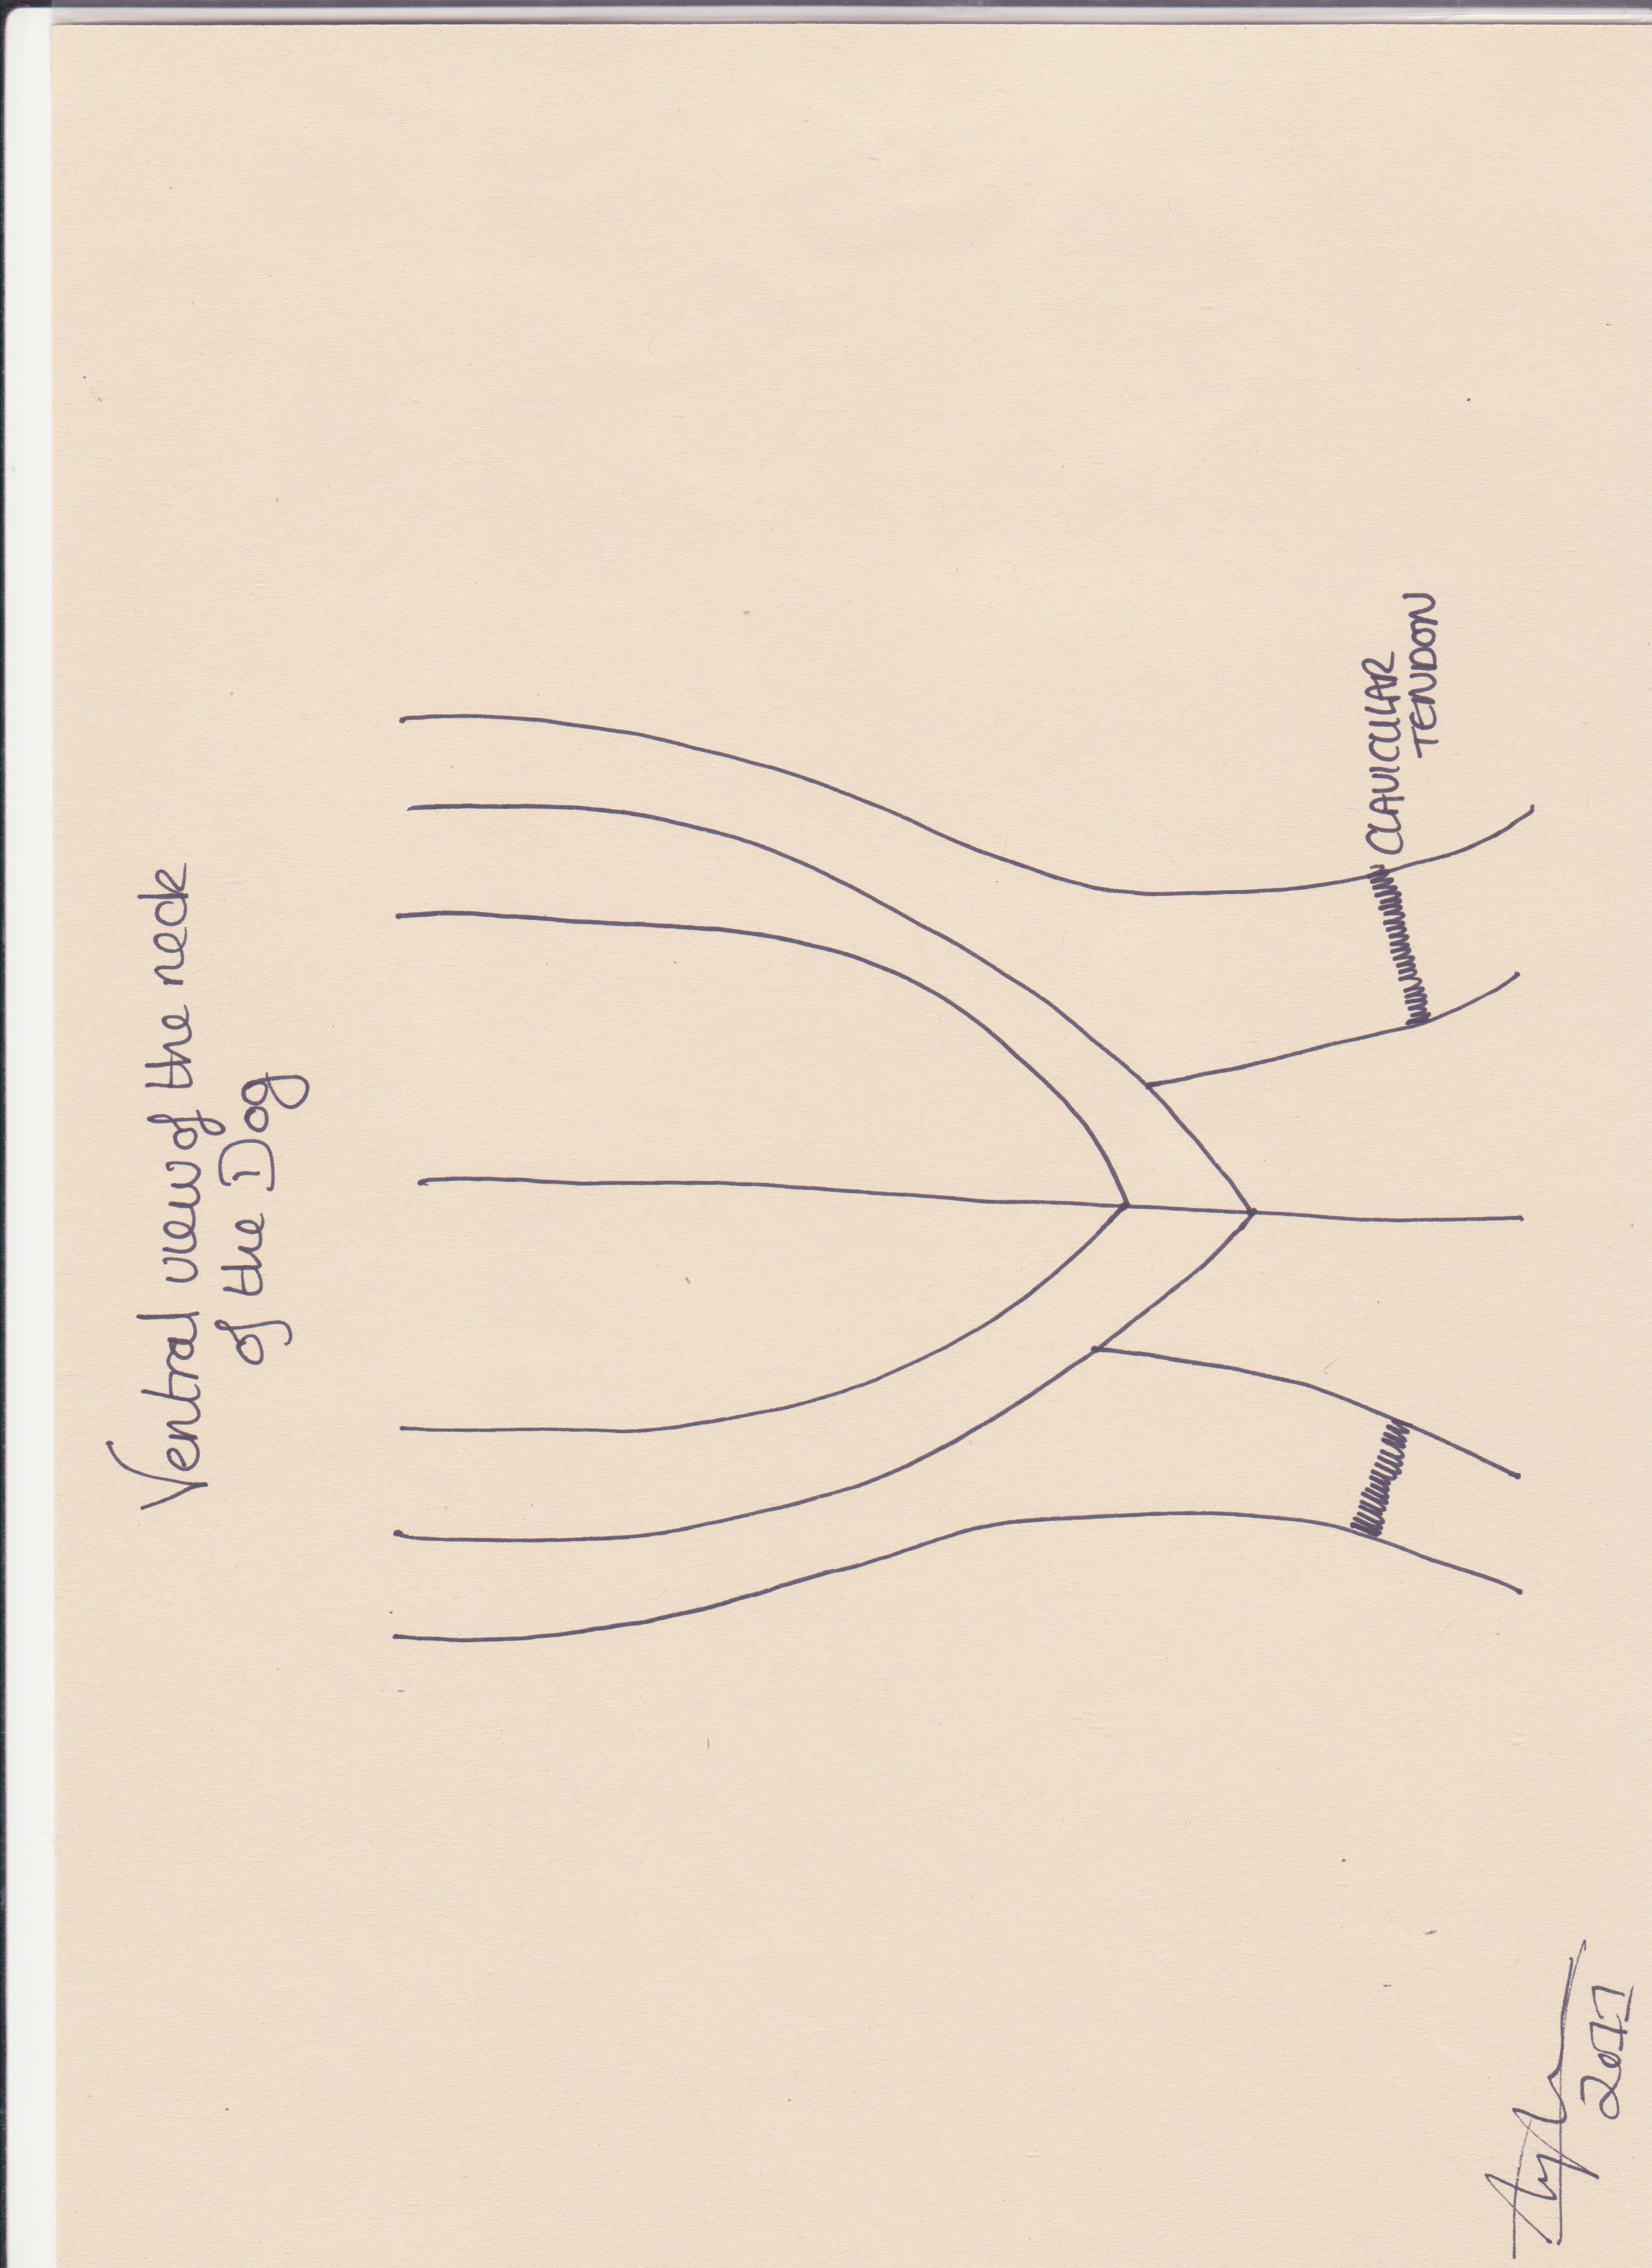 Ventral view of the neck
of the Dog
CLAVICULAR
TENDON
2017